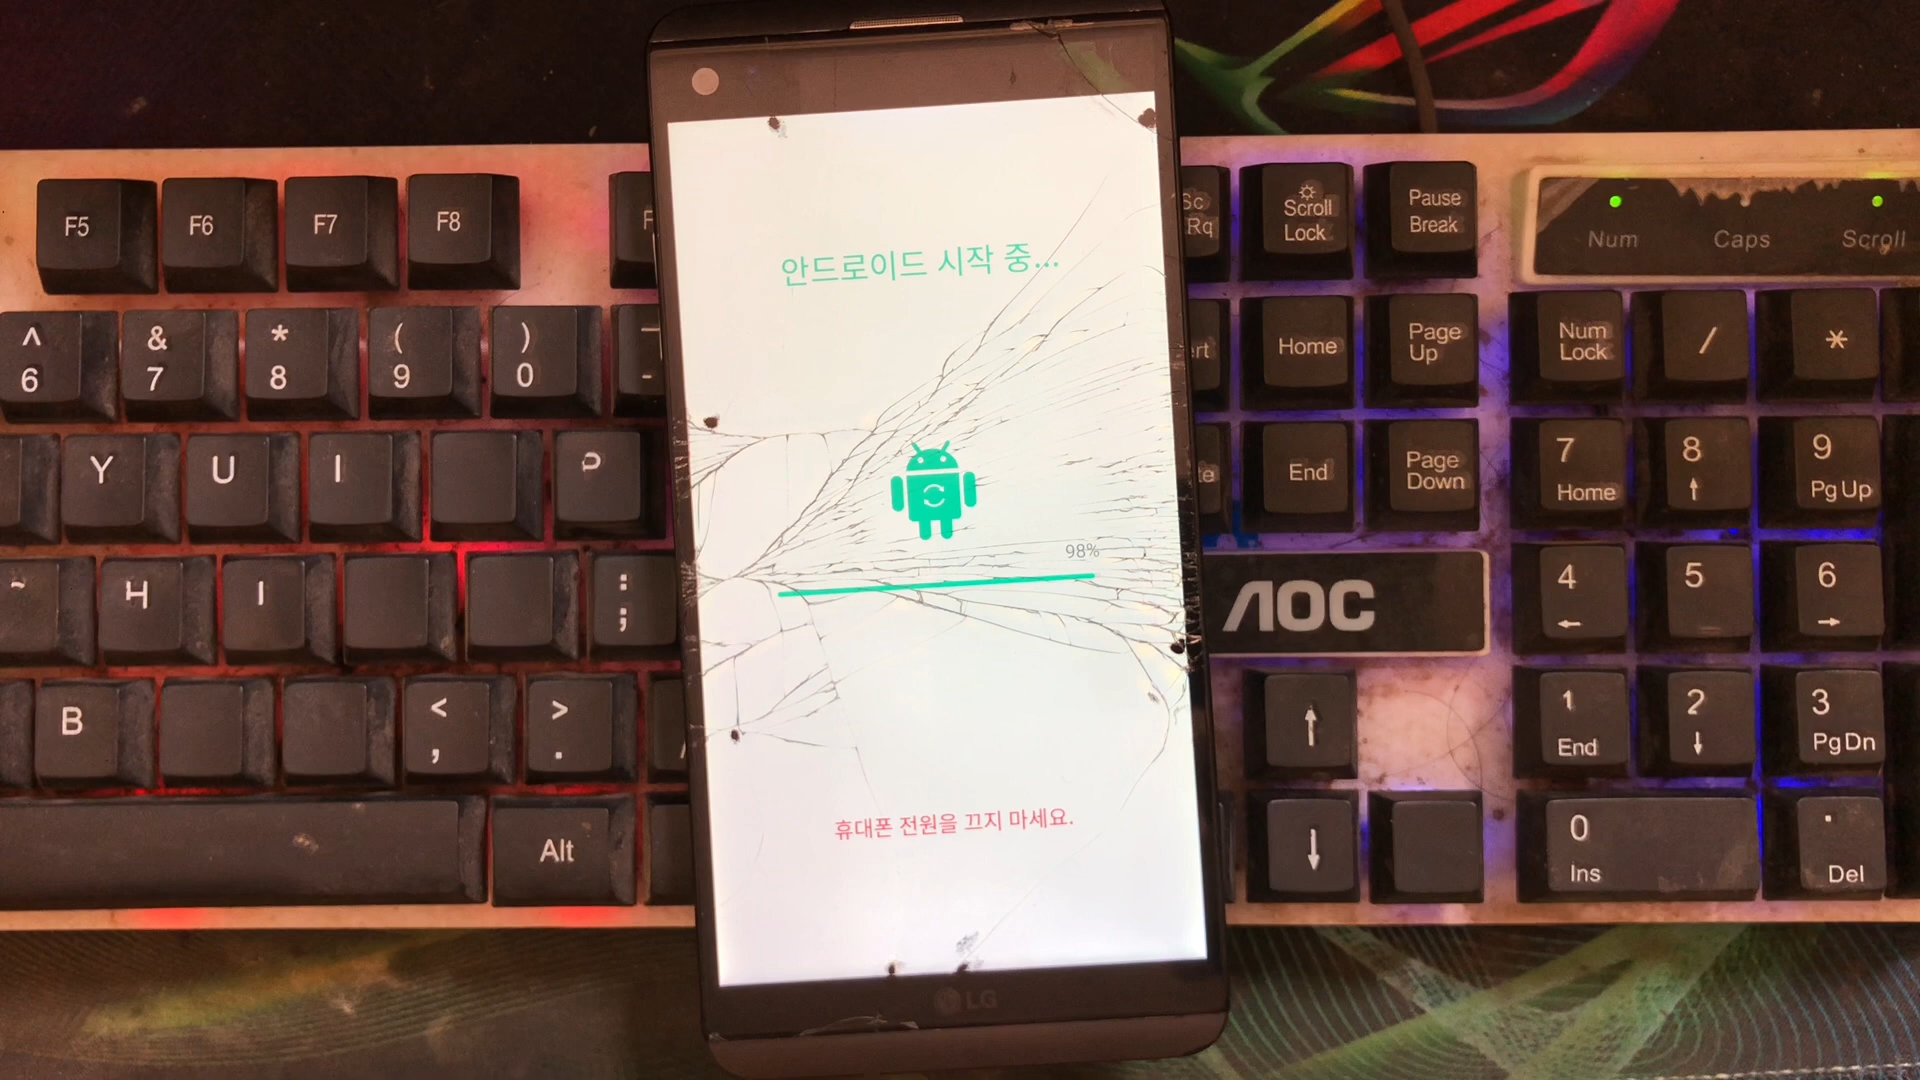 F5 F6 F7 F8
Scroll Lock
Pause Break
Num Caps Scroll
안드로이드 시작 중...
^ 6
& 7
* 8
( 9
) 0
Home
Page Up
Num Lock
/
*
Y U I P
End
Page Down
7 Home
8 ↑
9 Pg Up
98%
H
: ;
AOC
4 ←
5
6 →
B
< ,
> .
↑
1 End
2 ↓
3 Pg Dn
휴대폰 전원을 끄지 마세요.
Alt
↓
0 Ins
. Del
LG